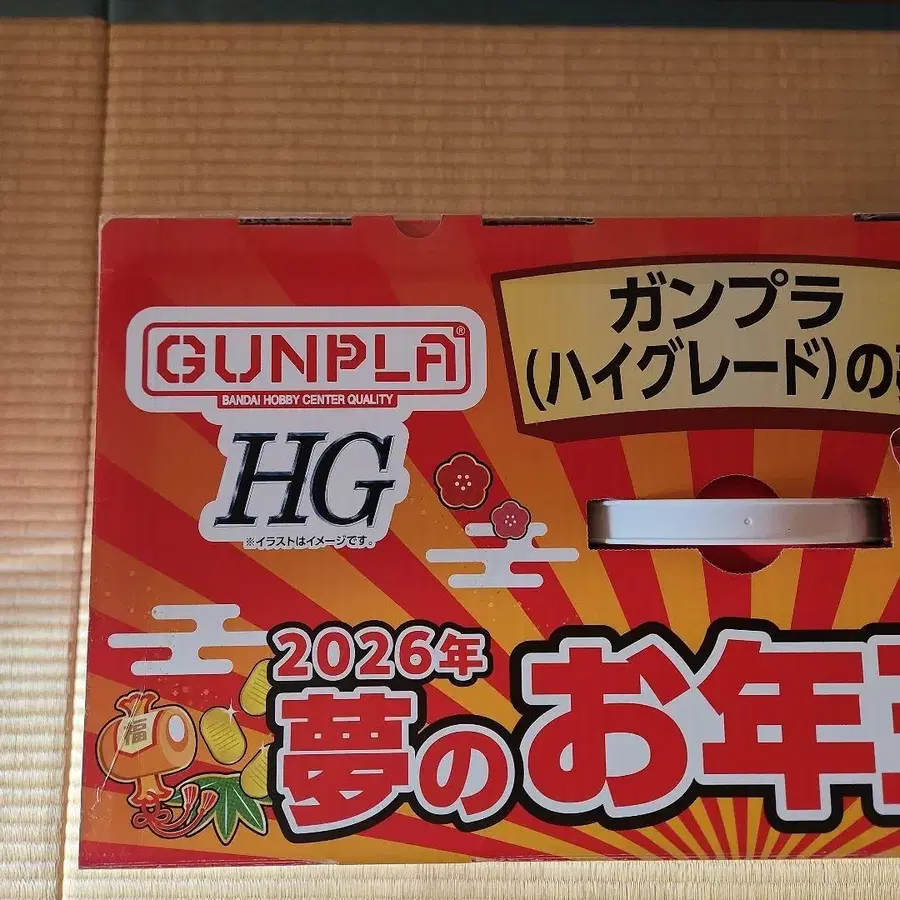 GUNPLA®
BANDAI HOBBY CENTER QUALITY
HG
※イラストはイメージです。
ガンプラ
(ハイグレード)の
2026年
夢のお年
福